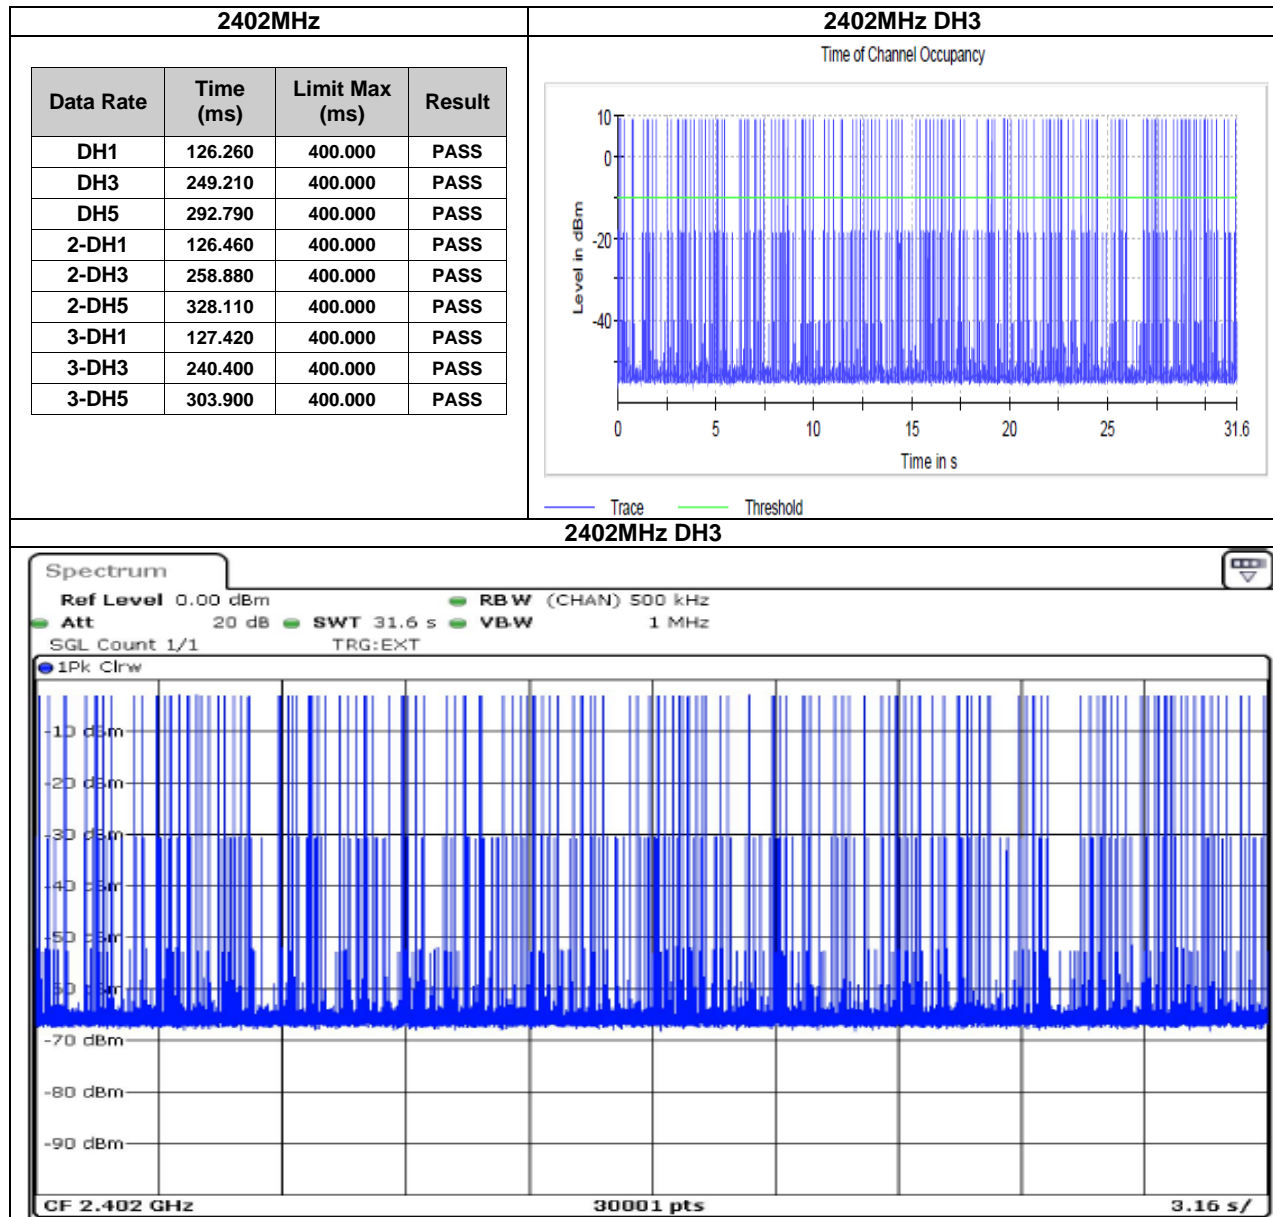 2402MHz
Data Rate Time (ms) Limit Max (ms) Result
DH1 126.260 400.000 PASS
DH3 249.210 400.000 PASS
DH5 292.790 400.000 PASS
2-DH1 126.460 400.000 PASS
2-DH3 258.880 400.000 PASS
2-DH5 328.110 400.000 PASS
3-DH1 127.420 400.000 PASS
3-DH3 240.400 400.000 PASS
3-DH5 303.900 400.000 PASS
2402MHz DH3
Time of Channel Occupancy
Level in dBm
10
0
-20
-40
0 5 10 15 20 25 31.6
Time in s
Trace Threshold
2402MHz DH3
Spectrum
Ref Level 0.00 dBm RBW (CHAN) 500 kHz
Att 20 dB SWT 31.6 s VBW 1 MHz
SGL Count 1/1 TRG:EXT
1Pk Clrw
-10 dBm
-20 dBm
-30 dBm
-40 dBm
-50 dBm
-60 dBm
-70 dBm
-80 dBm
-90 dBm
CF 2.402 GHz 30001 pts 3.16 s/